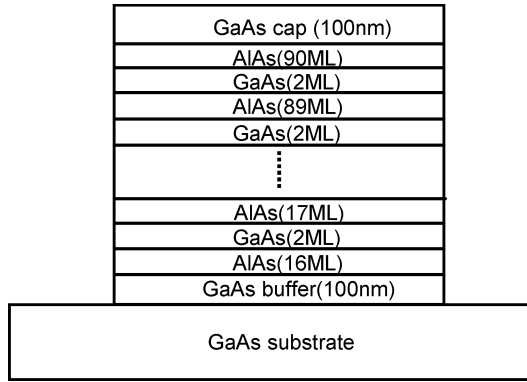 GaAs cap (100nm)
AlAs(90ML)
GaAs(2ML)
AlAs(89ML)
GaAs(2ML)
AlAs(17ML)
GaAs(2ML)
AlAs(16ML)
GaAs buffer(100nm)
GaAs substrate